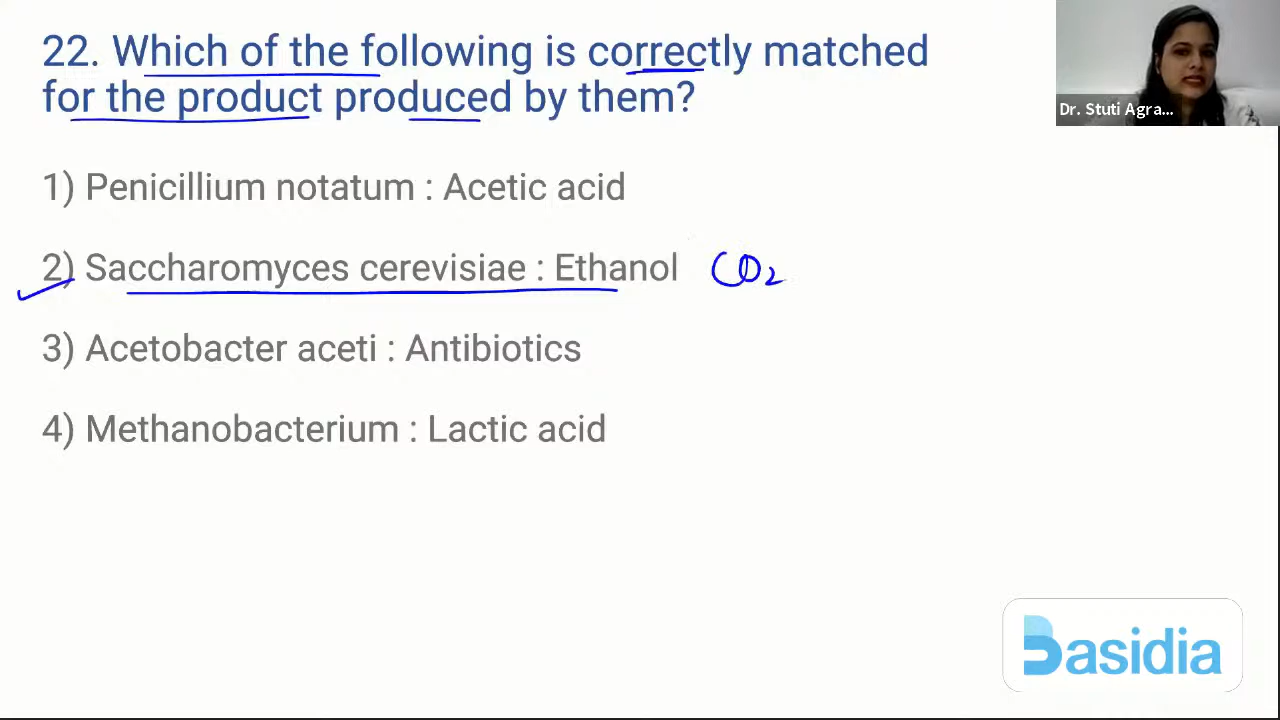 22. Which of the following is correctly matched
for the product produced by them?
Dr. Stuti Agra...
1) Penicillium notatum : Acetic acid
2) Saccharomyces cerevisiae : Ethanol CO₂
3) Acetobacter aceti : Antibiotics
4) Methanobacterium : Lactic acid
Basidia